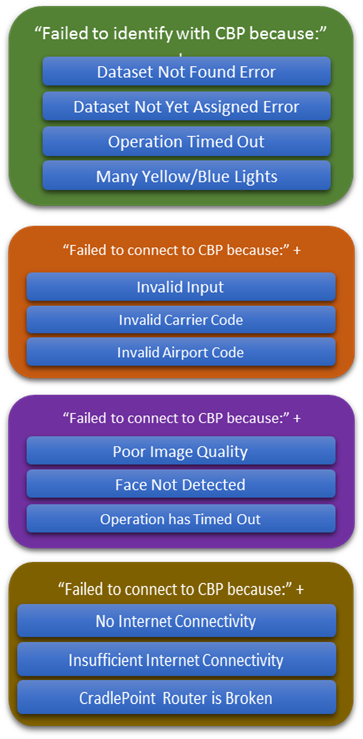 “Failed to identify with CBP because:”
Dataset Not Found Error
Dataset Not Yet Assigned Error
Operation Timed Out
Many Yellow/Blue Lights
“Failed to connect to CBP because:” +
Invalid Input
Invalid Carrier Code
Invalid Airport Code
“Failed to connect to CBP because:” +
Poor Image Quality
Face Not Detected
Operation has Timed Out
“Failed to connect to CBP because:” +
No Internet Connectivity
Insufficient Internet Connectivity
CradlePoint Router is Broken